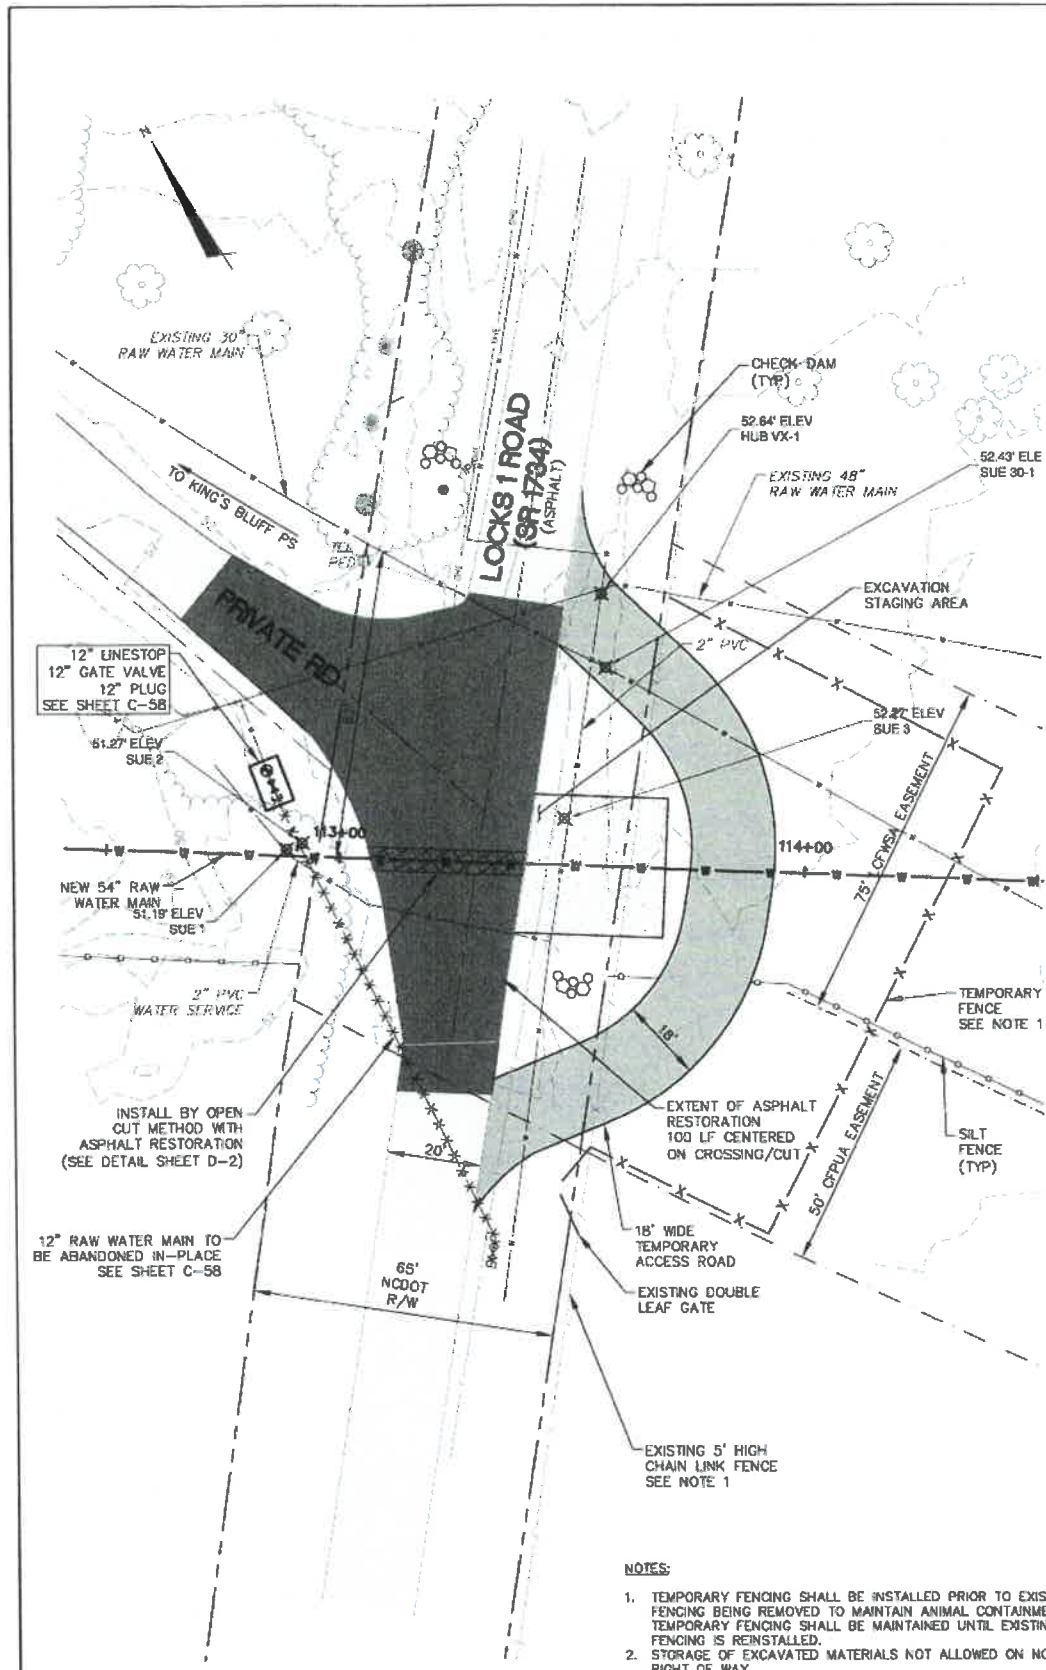 N
EXISTING 30"
RAW WATER MAIN
CHECK DAM
(TYP)
52.64' ELEV
HUB VX-1
52.43' ELE
SUE 30-1
EXISTING 48"
RAW WATER MAIN
LOCKS 1 ROAD
(SR 1734)
(ASPHALT)
TO KING'S BLUFF PS
EXCAVATION
STAGING AREA
PRIVATE RD
2" PVC
12" LINESTOP
12" GATE VALVE
12" PLUG
SEE SHEET C-58
51.27' ELEV
SUE 2
52.27' ELEV
SUE 3
75' CFWSA EASEMENT
113+00
114+00
NEW 54" RAW
WATER MAIN
51.19' ELEV
SUE 1
2" PVC
WATER SERVICE
TEMPORARY
FENCE
SEE NOTE 1
18'
INSTALL BY OPEN
CUT METHOD WITH
ASPHALT RESTORATION
(SEE DETAIL SHEET D-2)
EXTENT OF ASPHALT
RESTORATION
100 LF CENTERED
ON CROSSING/CUT
50' CFPUA EASEMENT
SILT
FENCE
(TYP)
20'
12" RAW WATER MAIN TO
BE ABANDONED IN-PLACE
SEE SHEET C-58
18' WIDE
TEMPORARY
ACCESS ROAD
65'
NCDOT
R/W
EXISTING DOUBLE
LEAF GATE
EXISTING 5' HIGH
CHAIN LINK FENCE
SEE NOTE 1
NOTES:
1. TEMPORARY FENCING SHALL BE INSTALLED PRIOR TO EXIS
FENCING BEING REMOVED TO MAINTAIN ANIMAL CONTAINME
TEMPORARY FENCING SHALL BE MAINTAINED UNTIL EXISTIN
FENCING IS REINSTALLED.
2. STORAGE OF EXCAVATED MATERIALS NOT ALLOWED ON NC
RIGHT OF WAY